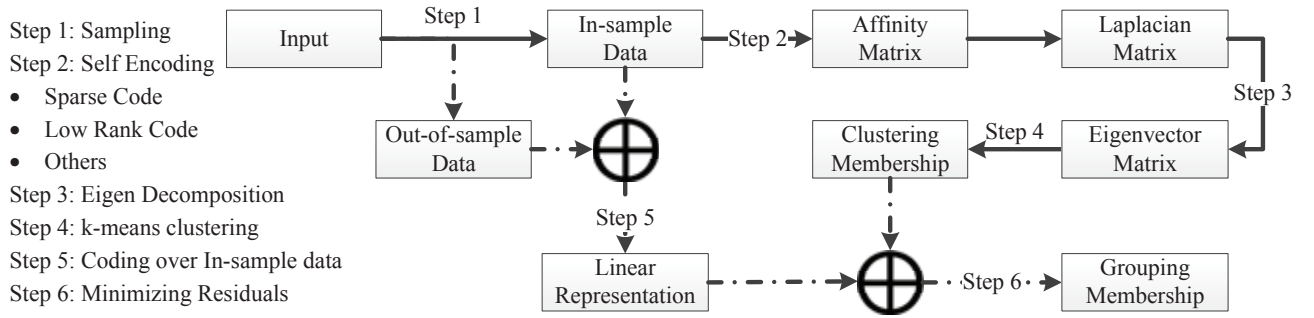 Step 1: Sampling
Step 2: Self Encoding
• Sparse Code
• Low Rank Code
• Others
Step 3: Eigen Decomposition
Step 4: k-means clustering
Step 5: Coding over In-sample data
Step 6: Minimizing Residuals
Input
Step 1
In-sample
Data
Step 2
Affinity
Matrix
Laplacian
Matrix
Step 3
Out-of-sample
Data
Clustering
Membership
Step 4
Eigenvector
Matrix
Step 5
Linear
Representation
Step 6
Grouping
Membership